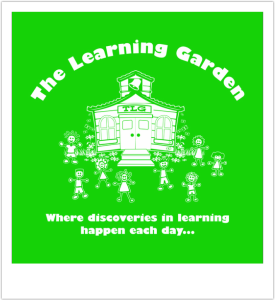 The Learning Garden
TLG
Where discoveries in learning
happen each day...